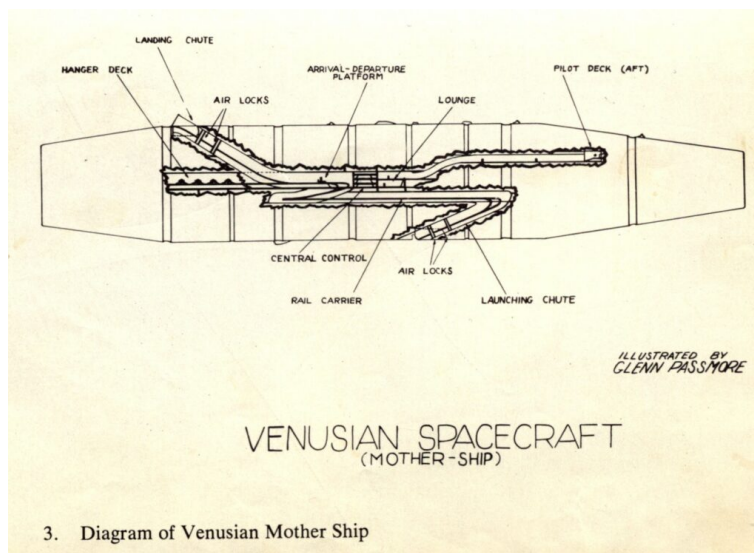 LANDING CHUTE
HANGER DECK
ARRIVAL-DEPARTURE
PLATFORM
PILOT DECK (AFT)
AIR LOCKS
LOUNGE
CENTRAL CONTROL
AIR LOCKS
RAIL CARRIER
LAUNCHING CHUTE
ILLUSTRATED BY
GLENN PASSMORE
VENUSIAN SPACECRAFT
(MOTHER-SHIP)
3. Diagram of Venusian Mother Ship